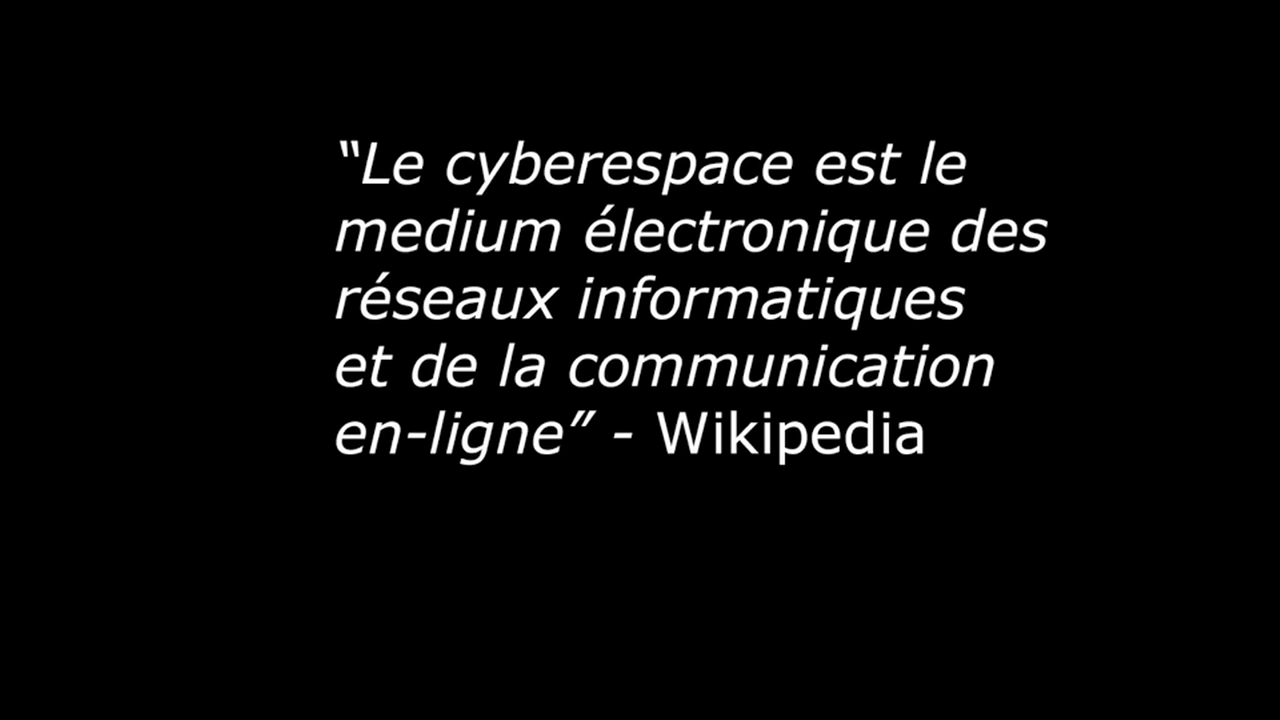 “Le cyberespace est le
medium électronique des
réseaux informatiques
et de la communication
en-ligne” - Wikipedia